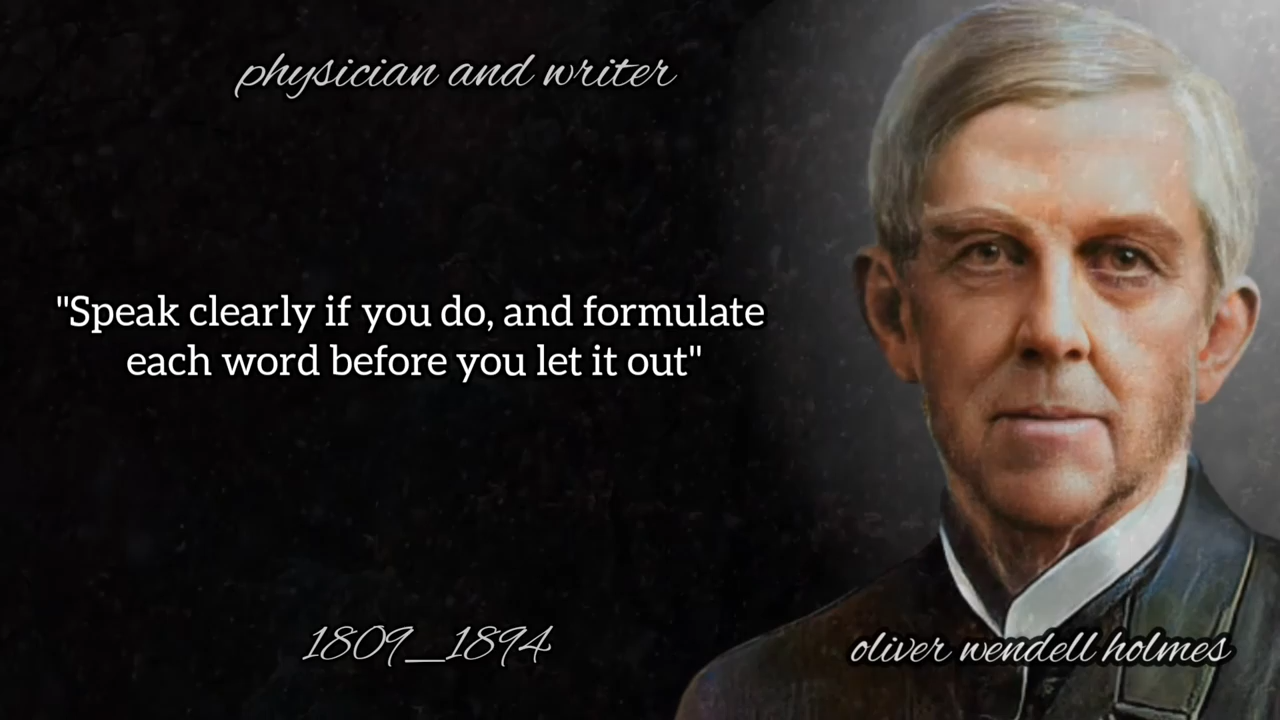 physician and writer
"Speak clearly if you do, and formulate
each word before you let it out"
1809_1894
oliver wendell holmes